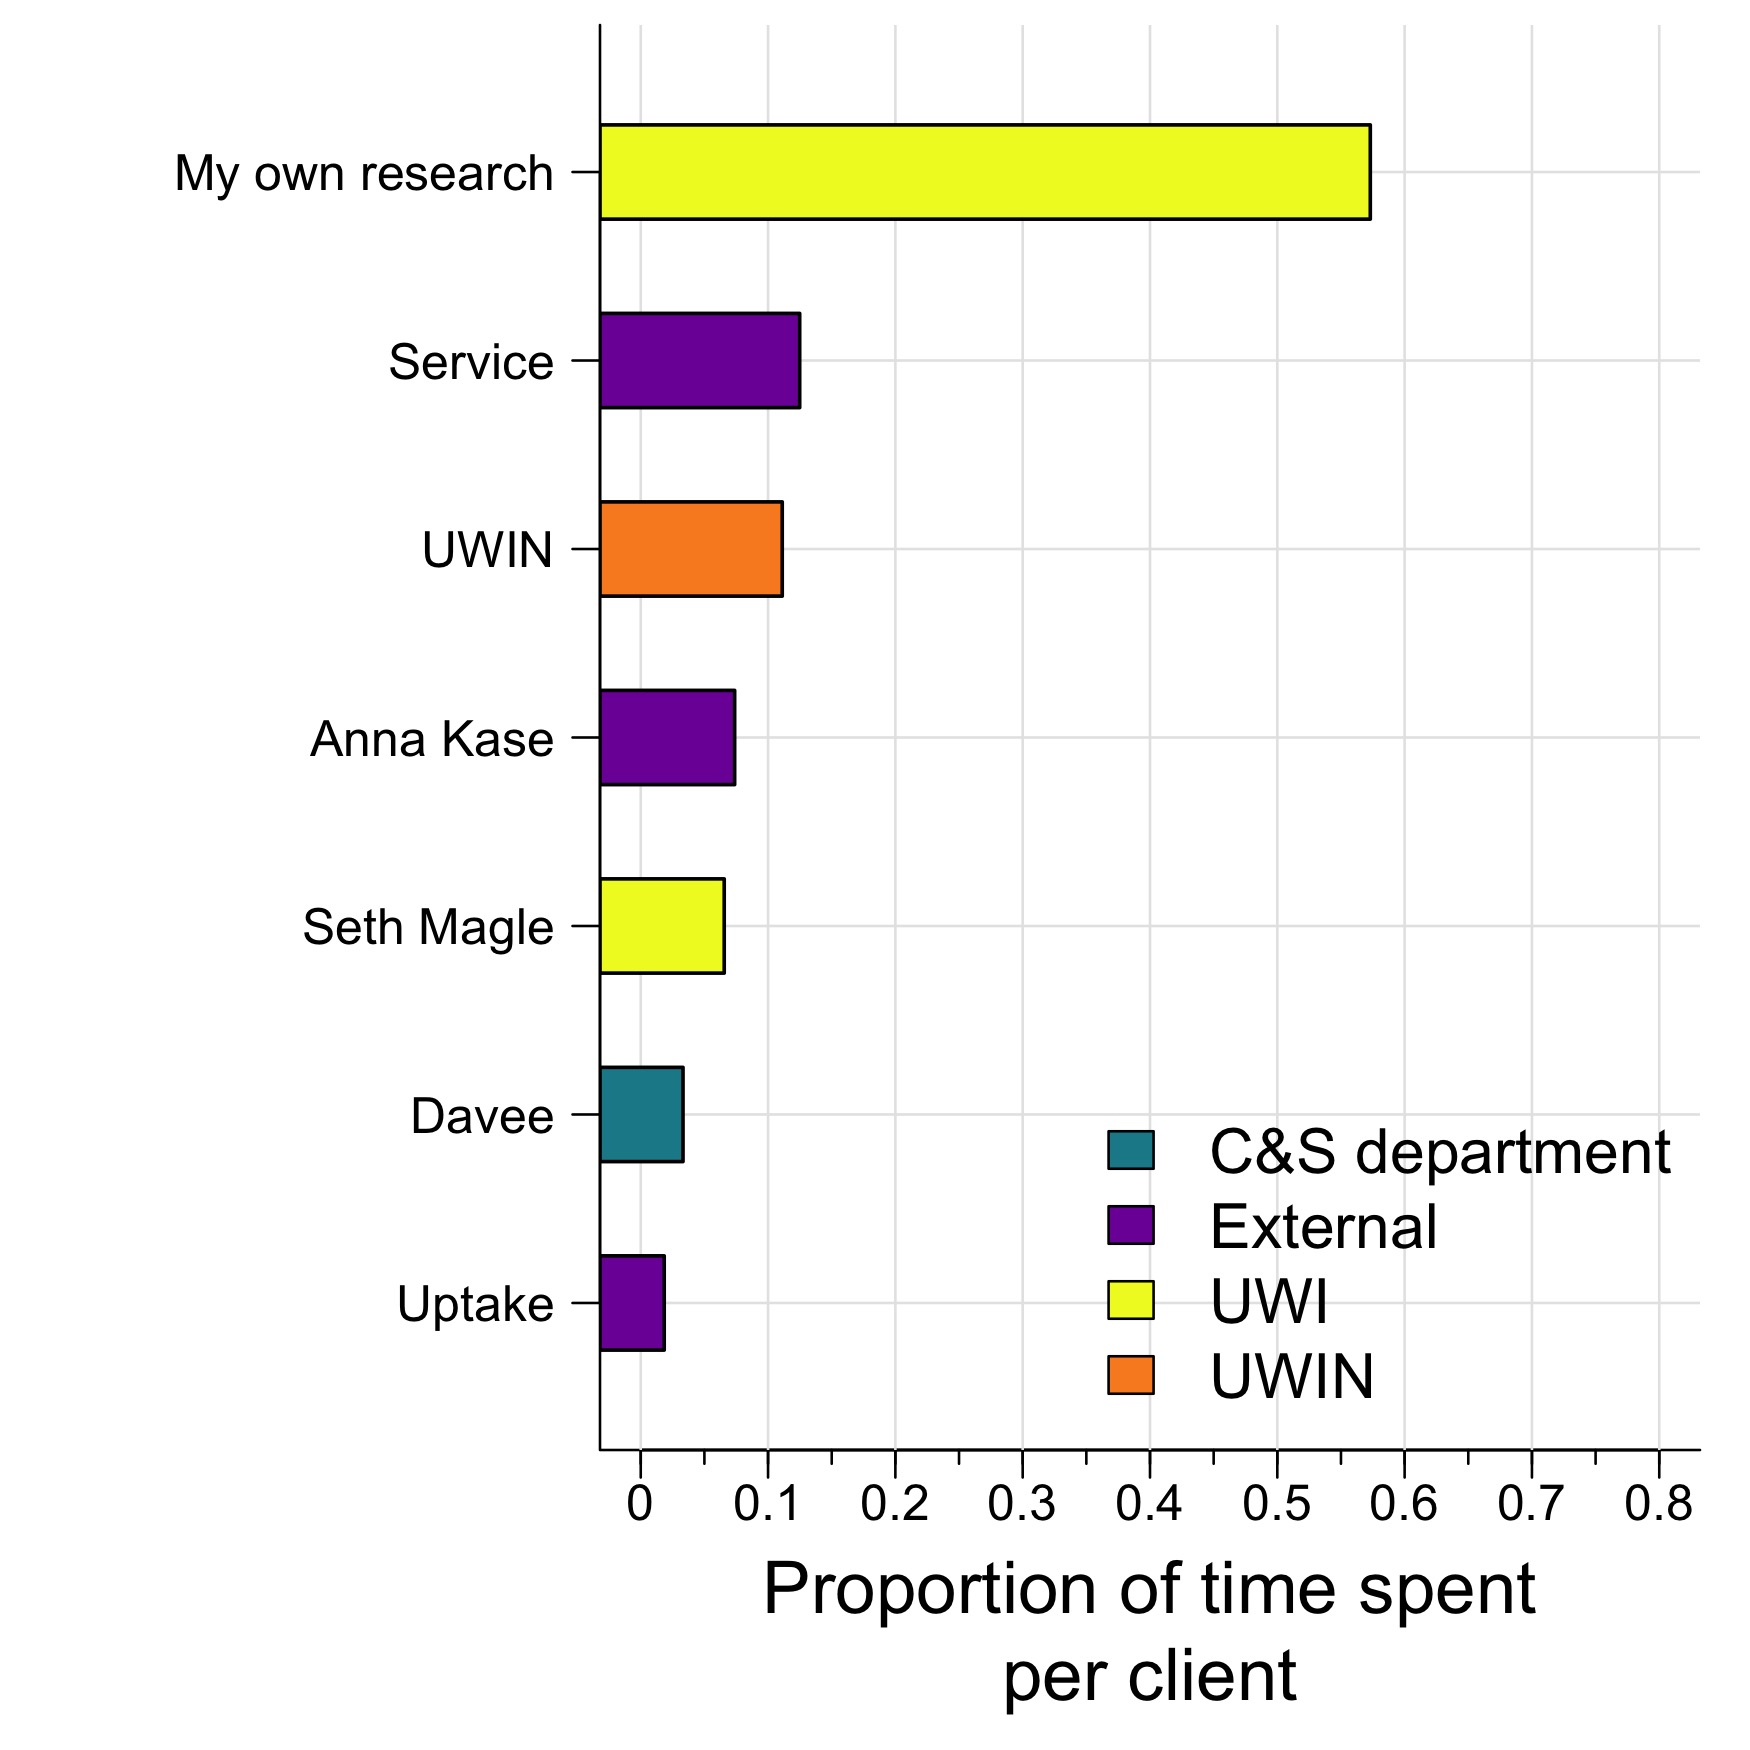 My own research
Service
UWIN
Anna Kase
Seth Magle
Davee
Uptake
C&S department
External
UWI
UWIN
0 0.1 0.2 0.3 0.4 0.5 0.6 0.7 0.8
Proportion of time spent
per client